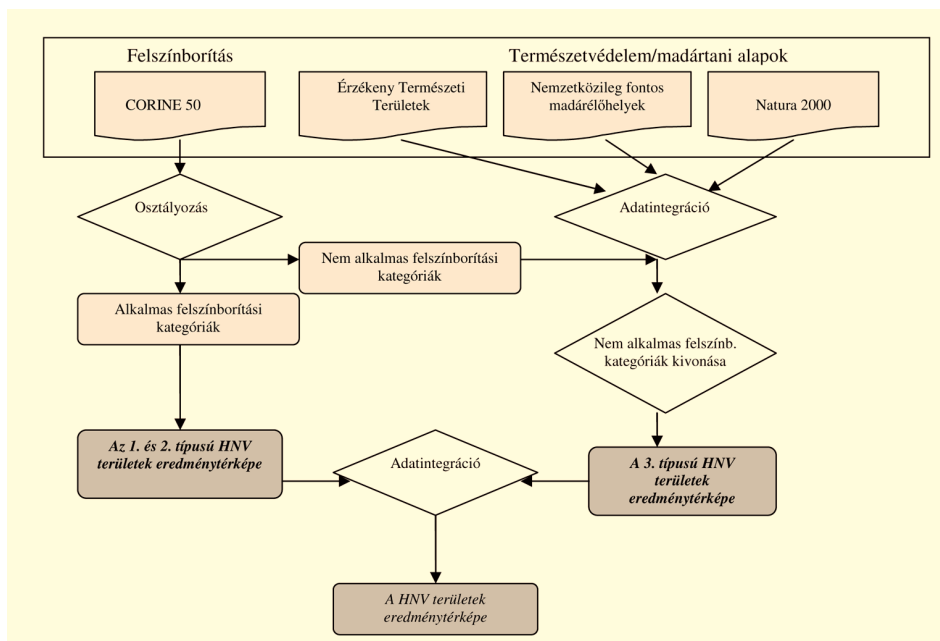 Felszínborítás
Természetvédelem/madártani alapok
CORINE 50
Érzékeny Természeti
Területek
Nemzetközileg fontos
madárélőhelyek
Natura 2000
Osztályozás
Adatintegráció
Nem alkalmas felszínborítási
kategóriák
Alkalmas felszínborítási
kategóriák
Nem alkalmas felszínb.
kategóriák kivonása
Az 1. és 2. típusú HNV
területek eredménytérképe
Adatintegráció
A 3. típusú HNV
területek
eredménytérképe
A HNV területek
eredménytérképe